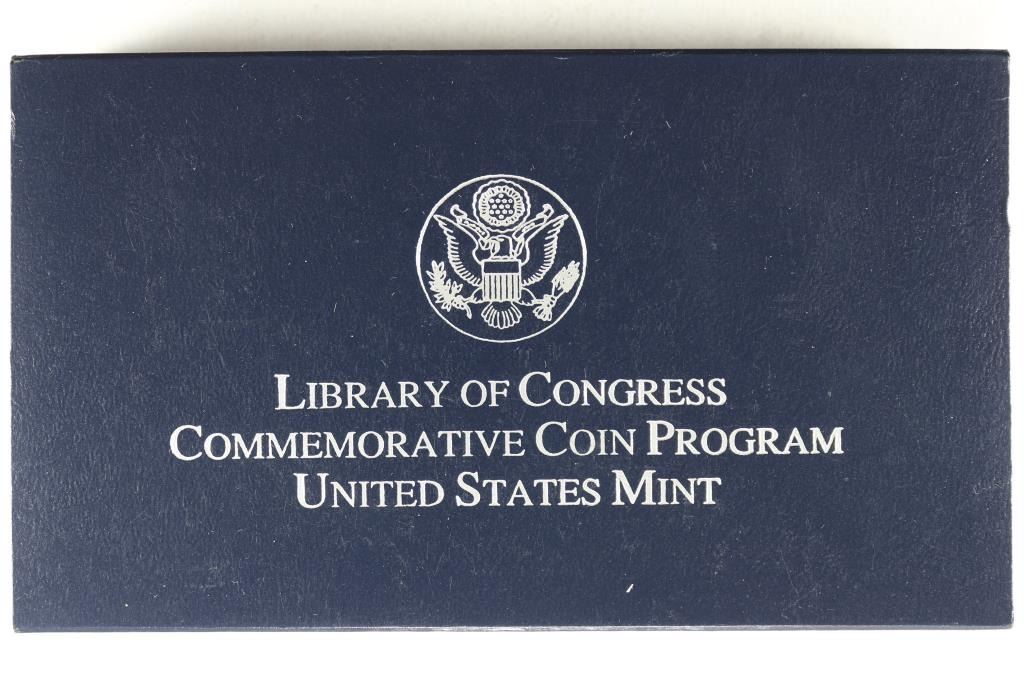 LIBRARY OF CONGRESS
COMMEMORATIVE COIN PROGRAM
UNITED STATES MINT